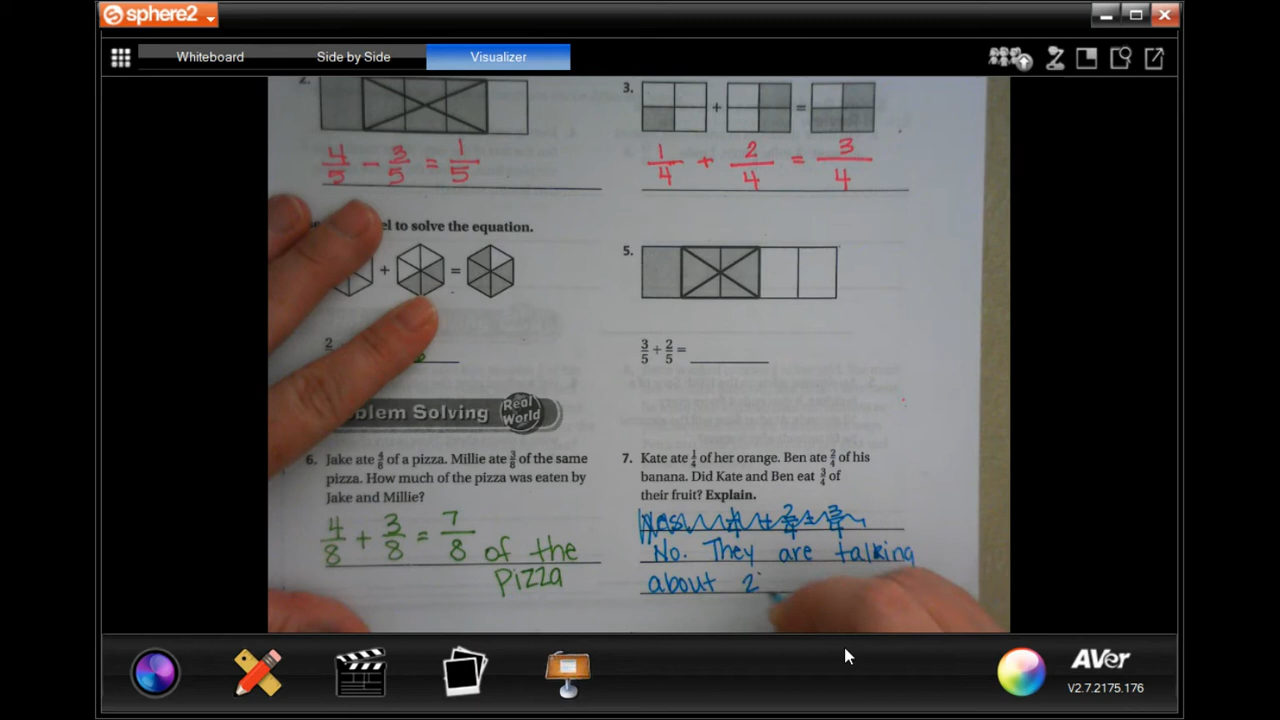 sphere2
Whiteboard Side by Side Visualizer
2.
3.
+ =
4/5 - 3/5 = 1/5
1/4 + 2/4 = 3/4
el to solve the equation.
+ =
5.
2
3/5 + 2/5 = ________
oblem Solving Real World
6. Jake ate 4/8 of a pizza. Millie ate 3/8 of the same
pizza. How much of the pizza was eaten by
Jake and Millie?
4/8 + 3/8 = 7/8 of the
pizza
7. Kate ate 1/4 of her orange. Ben ate 2/4 of his
banana. Did Kate and Ben eat 3/4 of
their fruit? Explain.
No. They are talking
about 2
AVer
V2.7.2175.176